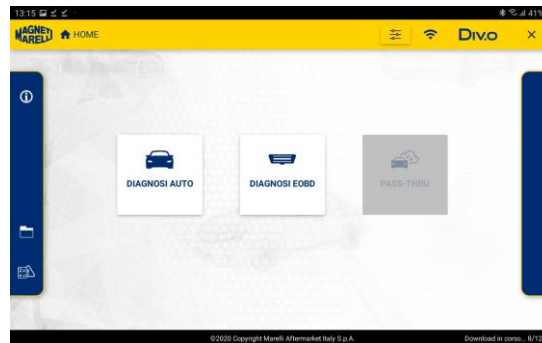 13:15 41%
MAGNETI
MARELLI HOME DIV.O
DIAGNOSI AUTO DIAGNOSI EOBD PASS-THRU
©2020 Copyright Marelli Aftermarket Italy S.p.A. Download in corso... 8/12